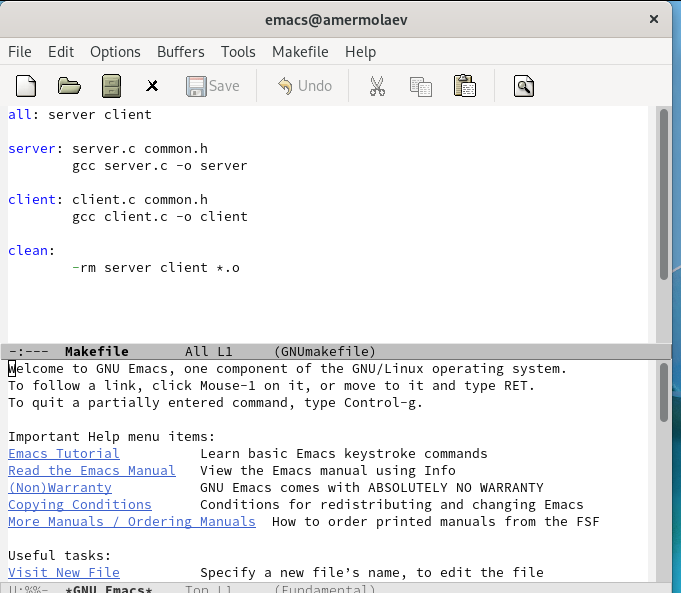 emacs@amermolaev
File Edit Options Buffers Tools Makefile Help
Save Undo
all: server client
server: server.c common.h
gcc server.c -o server
client: client.c common.h
gcc client.c -o client
clean:
-rm server client *.o
-:--- Makefile All L1 (GNUmakefile)
Welcome to GNU Emacs, one component of the GNU/Linux operating system.
To follow a link, click Mouse-1 on it, or move to it and type RET.
To quit a partially entered command, type Control-g.
Important Help menu items:
Emacs Tutorial Learn basic Emacs keystroke commands
Read the Emacs Manual View the Emacs manual using Info
(Non)Warranty GNU Emacs comes with ABSOLUTELY NO WARRANTY
Copying Conditions Conditions for redistributing and changing Emacs
More Manuals / Ordering Manuals How to order printed manuals from the FSF
Useful tasks:
Visit New File Specify a new file’s name, to edit the file
U:%%- *GNU Emacs* Top L1 (Fundamental)